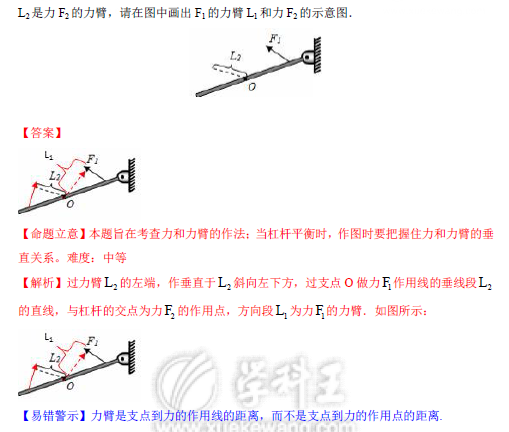 L₂是力F₂的力臂，请在图中画出F₁的力臂L₁和力F₂的示意图．
F₁
L₂
O
【答案】
L₁
F₁
L₂
O
【命题立意】本题旨在考查力和力臂的作法；当杠杆平衡时，作图时要把握住力和力臂的垂
直关系。难度：中等
【解析】过力臂L₂的左端，作垂直于L₂斜向左下方，过支点O做力F₁作用线的垂线段L₂
的直线，与杠杆的交点为力F₂的作用点，方向段L₁为力F₁的力臂．如图所示：
L₁
F₁
L₂
O
学科王
www.xuekewang.com
【易错警示】力臂是支点到力的作用线的距离，而不是支点到力的作用点的距离.